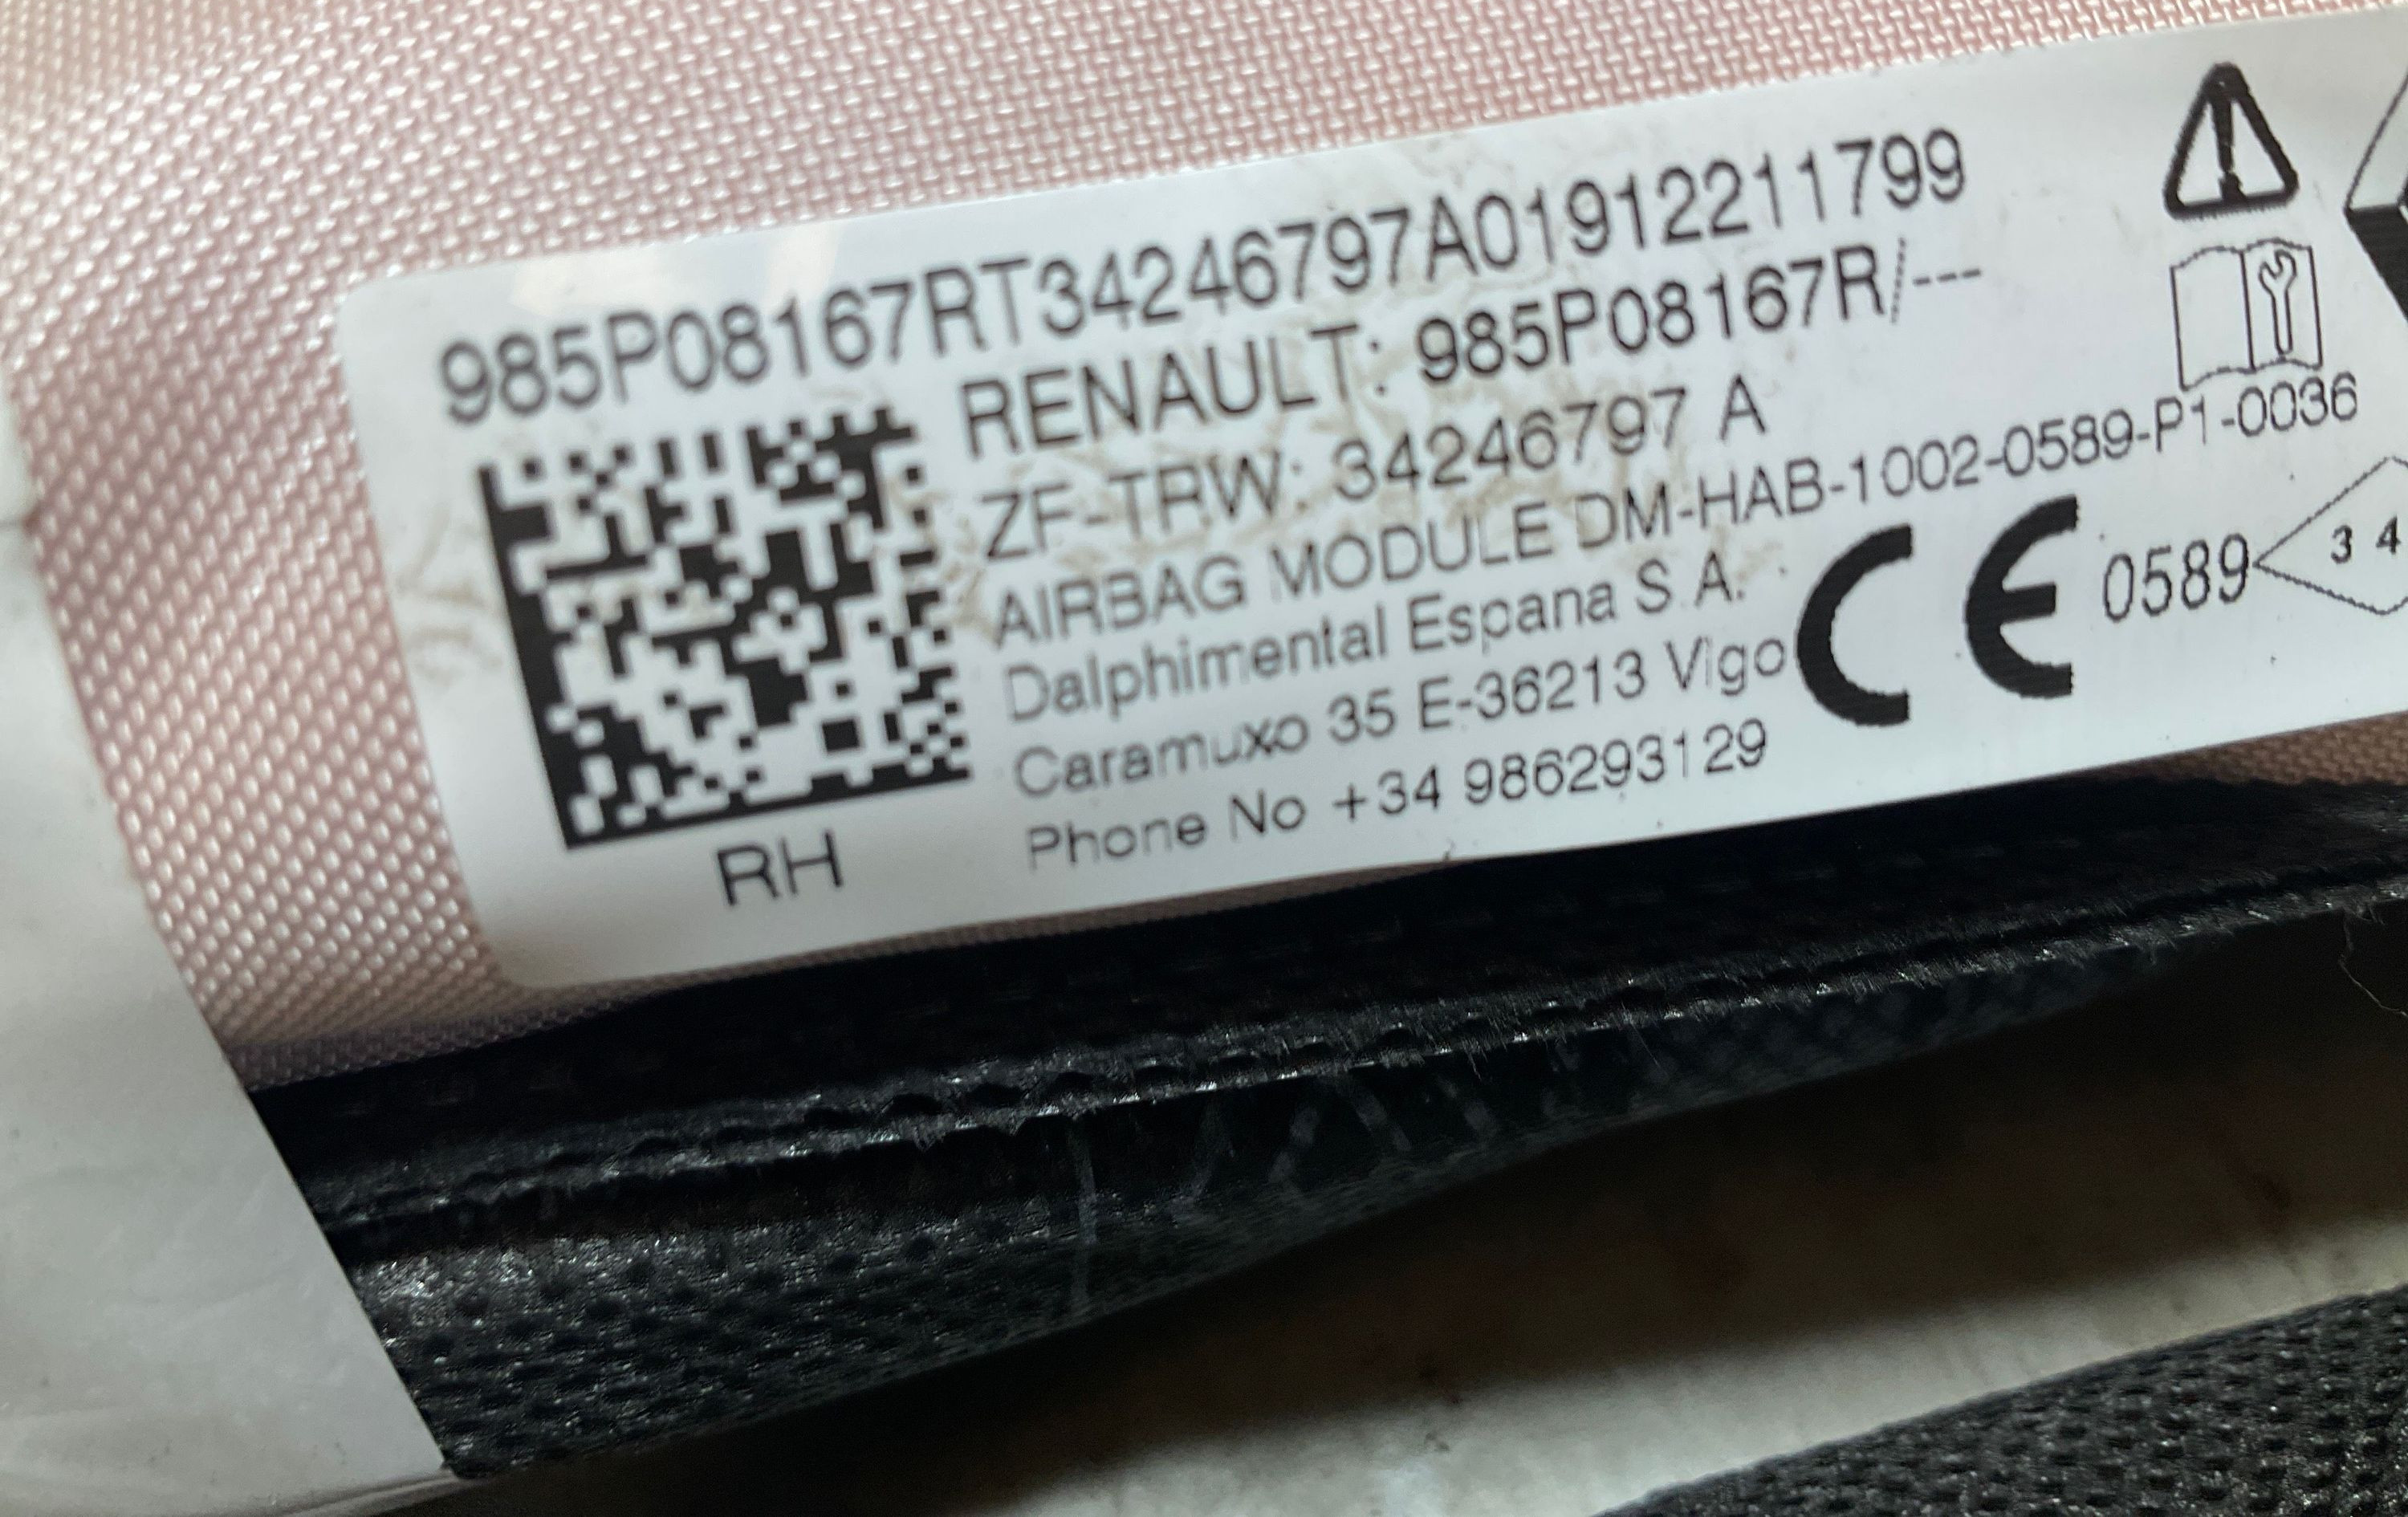 985P08167RT34246797A01912211799
RENAULT: 985P08167R/---
ZF-TRW: 34246797 A
AIRBAG MODULE DM-HAB-1002-0589-P1-0036
Dalphimental Espana S.A.
Caramuxo 35 E-36213 Vigo
Phone No +34 986293129
CE 0589
3 4
RH